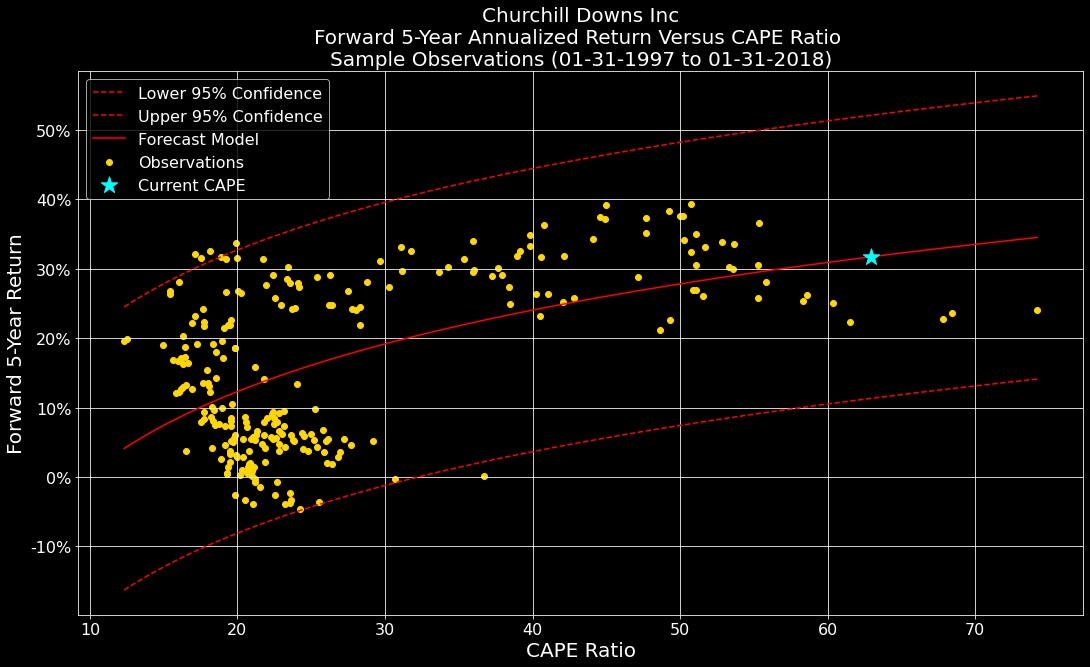 Churchill Downs Inc
Forward 5-Year Annualized Return Versus CAPE Ratio
Sample Observations (01-31-1997 to 01-31-2018)
Lower 95% Confidence
Upper 95% Confidence
Forecast Model
Observations
Current CAPE
Forward 5-Year Return
50%
40%
30%
20%
10%
0%
-10%
10 20 30 40 50 60 70
CAPE Ratio